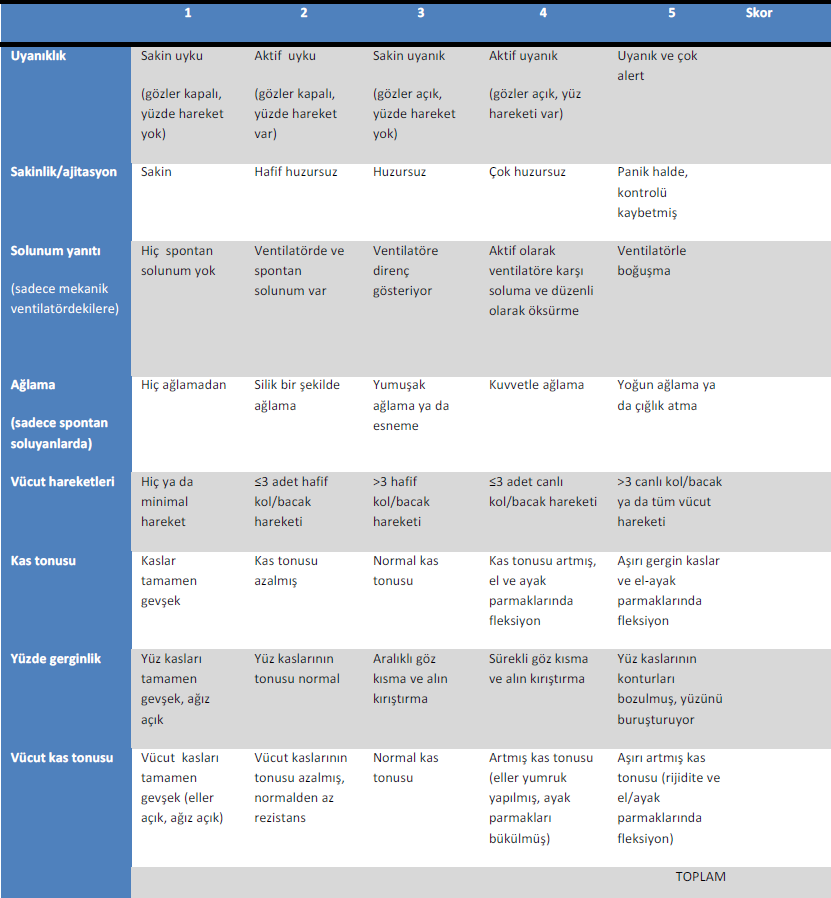 1 2 3 4 5 Skor
Uyanıklık
Sakin uyku
(gözler kapalı,
yüzde hareket
yok)
Aktif uyku
(gözler kapalı,
yüzde hareket
var)
Sakin uyanık
(gözler açık,
yüzde hareket
yok)
Aktif uyanık
(gözler açık, yüz
hareketi var)
Uyanık ve çok
alert
Sakinlik/ajitasyon
Sakin
Hafif huzursuz
Huzursuz
Çok huzursuz
Panik halde,
kontrolü
kaybetmiş
Solunum yanıtı
(sadece mekanik
ventilatördekilere)
Hiç spontan
solunum yok
Ventilatörde ve
spontan
solunum var
Ventilatöre
direnç
gösteriyor
Aktif olarak
ventilatöre karşı
soluma ve düzenli
olarak öksürme
Ventilatörle
boğuşma
Ağlama
(sadece spontan
soluyanlarda)
Hiç ağlamadan
Silik bir şekilde
ağlama
Yumuşak
ağlama ya da
esneme
Kuvvetle ağlama
Yoğun ağlama ya
da çığlık atma
Vücut hareketleri
Hiç ya da
minimal
hareket
≤3 adet hafif
kol/bacak
hareketi
>3 hafif
kol/bacak
hareketi
≤3 adet canlı
kol/bacak hareketi
>3 canlı kol/bacak
ya da tüm vücut
hareketi
Kas tonusu
Kaslar
tamamen
gevşek
Kas tonusu
azalmış
Normal kas
tonusu
Kas tonusu artmış,
el ve ayak
parmaklarında
fleksiyon
Aşırı gergin kaslar
ve el-ayak
parmaklarında
fleksiyon
Yüzde gerginlik
Yüz kasları
tamamen
gevşek, ağız
açık
Yüz kaslarının
tonusu normal
Aralıklı göz
kısma ve alın
kırıştırma
Sürekli göz kısma
ve alın kırıştırma
Yüz kaslarının
konturları
bozulmuş, yüzünü
buruşturuyor
Vücut kas tonusu
Vücut kasları
tamamen
gevşek (eller
açık, ağız açık)
Vücut kaslarının
tonusu azalmış,
normalden az
rezistans
Normal kas
tonusu
Artmış kas tonusu
(eller yumruk
yapılmış, ayak
parmakları
bükülmüş)
Aşırı artmış kas
tonusu (rijidite ve
el/ayak
parmaklarında
fleksiyon)
TOPLAM